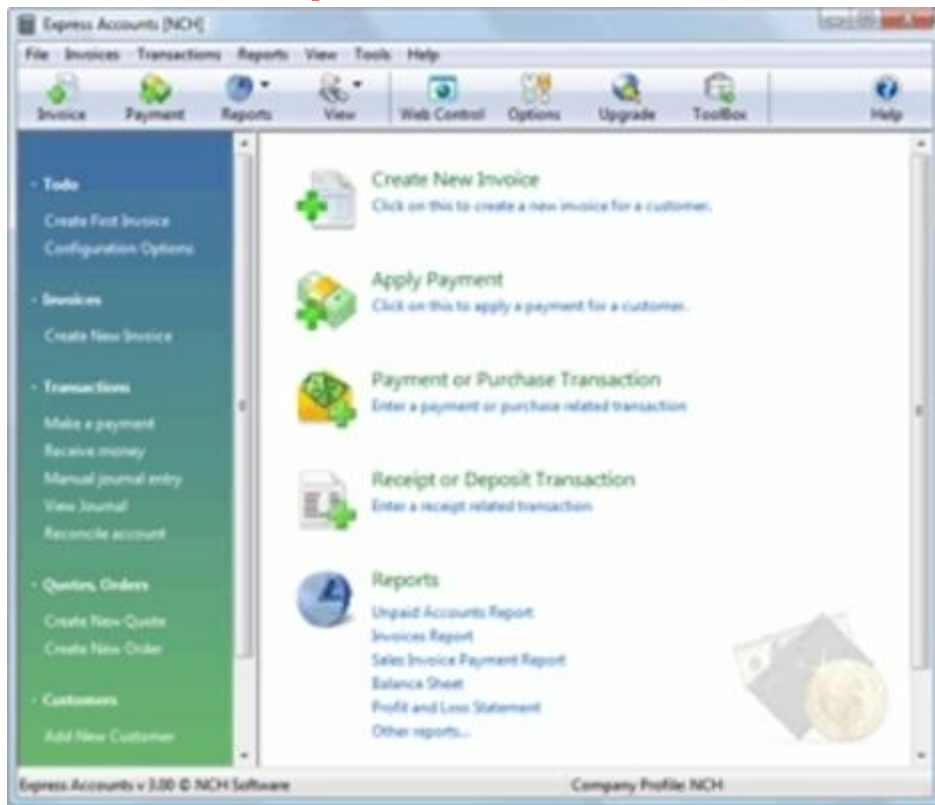 Express Accounts [NCH]
File Invoices Transactions Reports View Tools Help
Invoice Payment Reports View Web Control Options Upgrade ToolBox Help
- Todo
Create First Invoice
Configuration Options
- Invoices
Create New Invoice
- Transactions
Make a payment
Receive money
Manual journal entry
View Journal
Reconcile account
- Quotes, Orders
Create New Quote
Create New Order
- Customers
Add New Customer
Create New Invoice
Click on this to create a new invoice for a customer.
Apply Payment
Click on this to apply a payment for a customer.
Payment or Purchase Transaction
Enter a payment or purchase related transaction
Receipt or Deposit Transaction
Enter a receipt related transaction
Reports
Unpaid Accounts Report
Invoices Report
Sales Invoice Payment Report
Balance Sheet
Profit and Loss Statement
Other reports...
Express Accounts v 3.00 © NCH Software
Company Profile: NCH